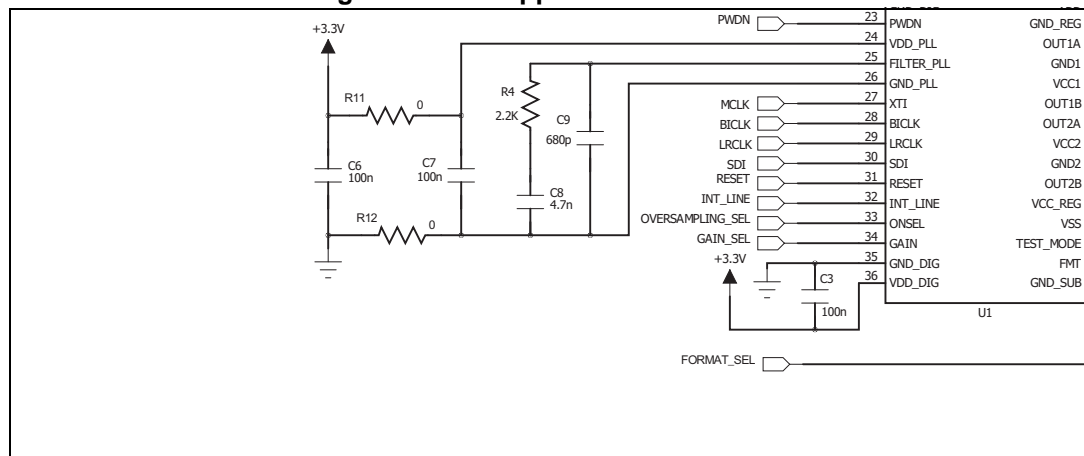 +3.3V
R11
0
C6
100n
C7
100n
R12
0
R4
2.2K
C8
4.7n
C9
680p
PWDN
MCLK
BICLK
LRCLK
SDI
RESET
INT_LINE
OVERSAMPLING_SEL
GAIN_SEL
+3.3V
C3
100n
FORMAT_SEL
23 PWDN GND_REG
24 VDD_PLL OUT1A
25 FILTER_PLL GND1
26 GND_PLL VCC1
27 XTI OUT1B
28 BICLK OUT2A
29 LRCLK VCC2
30 SDI GND2
31 RESET OUT2B
32 INT_LINE VCC_REG
33 ONSEL VSS
34 GAIN TEST_MODE
35 GND_DIG FMT
36 VDD_DIG GND_SUB
U1